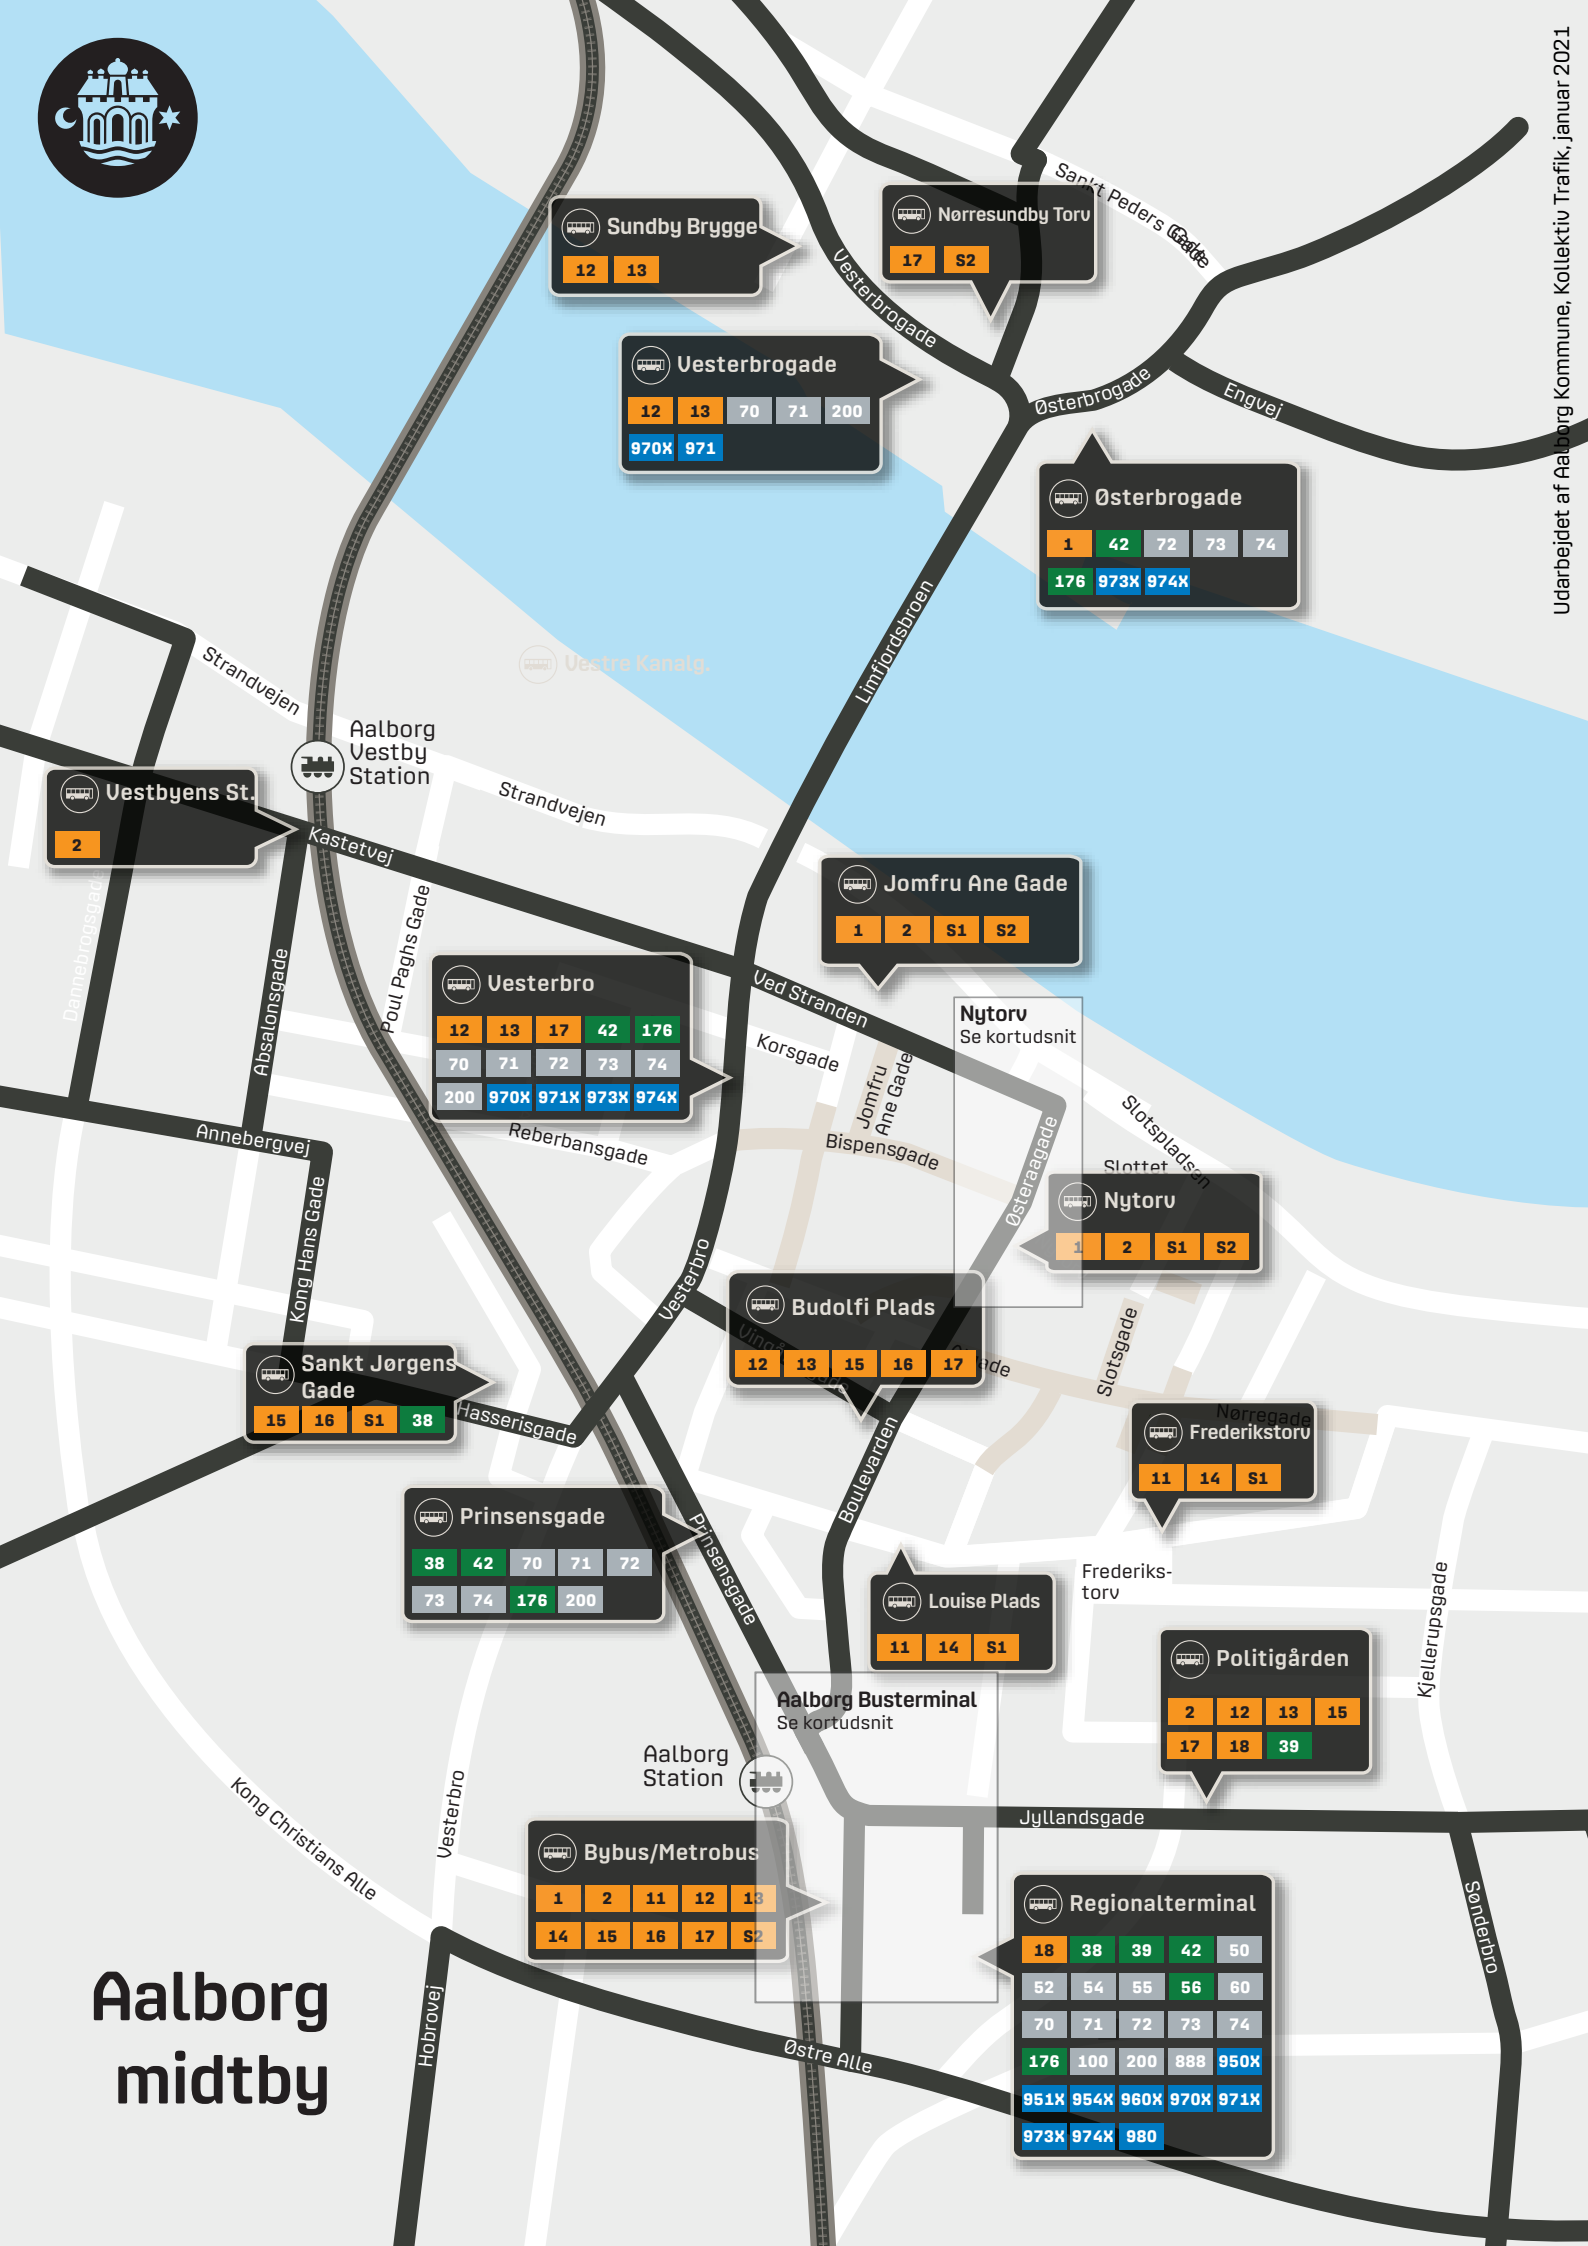 Udarbejdet af Aalborg Kommune, Kollektiv Trafik, januar 2021
Sankt Peders Gade
Gade
Sundby Brygge
12 13
Nørresundby Torv
17 S2
Vesterbrogade
Vesterbrogade
12 13 70 71 200
970X 971
Østerbrogade
Engvej
Østerbrogade
1 42 72 73 74
176 973X 974X
Limfjordsbroen
Vestre Kanalg.
Strandvejen
Aalborg
Vestby
Station
Strandvejen
Vestbyens St.
2
Kastetvej
Dannebrogsgade
Absalonsgade
Poul Paghs Gade
Jomfru Ane Gade
1 2 S1 S2
Vesterbro
12 13 17 42 176
70 71 72 73 74
200 970X 971X 973X 974X
Ved Stranden
Nytorv
Se kortudsnit
Korsgade
Jomfru
Ane Gade
Bispensgade
Reberbansgade
Annebergvej
Kong Hans Gade
Østeraagade
Slotspladsen
Slottet
Nytorv
1 2 S1 S2
Vesterbro
Budolfi Plads
12 13 15 16 17
Slotsgade
Sankt Jørgens
Gade
15 16 S1 38
Hasserisgade
Nørregade
Frederikstorv
11 14 S1
Boulevarden
Prinsensgade
38 42 70 71 72
73 74 176 200
Prinsensgade
Frederiks-
torv
Louise Plads
11 14 S1
Kjellerupsgade
Politigården
2 12 13 15
17 18 39
Aalborg Busterminal
Se kortudsnit
Aalborg
Station
Jyllandsgade
Kong Christians Alle
Vesterbro
Bybus/Metrobus
1 2 11 12 13
14 15 16 17 S2
Regionalterminal
18 38 39 42 50
52 54 55 56 60
70 71 72 73 74
176 100 200 888 950X
951X 954X 960X 970X 971X
973X 974X 980
Sønderbro
Hobrovej
Østre Alle
Aalborg
midtby